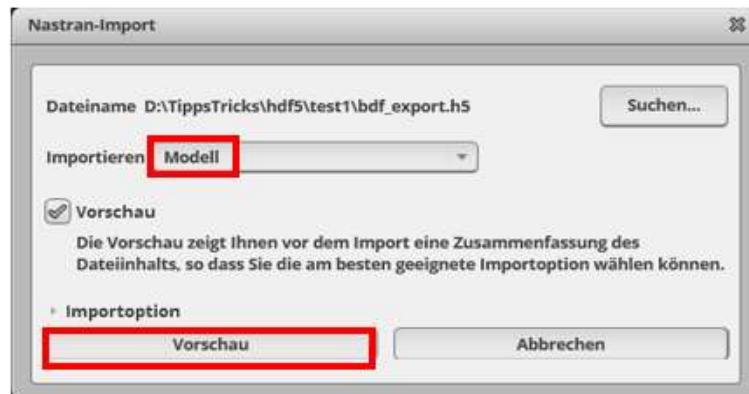 Nastran-Import
Dateiname D:\TippsTricks\hdf5\test1\bdf_export.h5 Suchen...
Importieren Modell
Vorschau
Die Vorschau zeigt Ihnen vor dem Import eine Zusammenfassung des
Dateiinhalts, so dass Sie die am besten geeignete Importoption wählen können.
Importoption
Vorschau Abbrechen